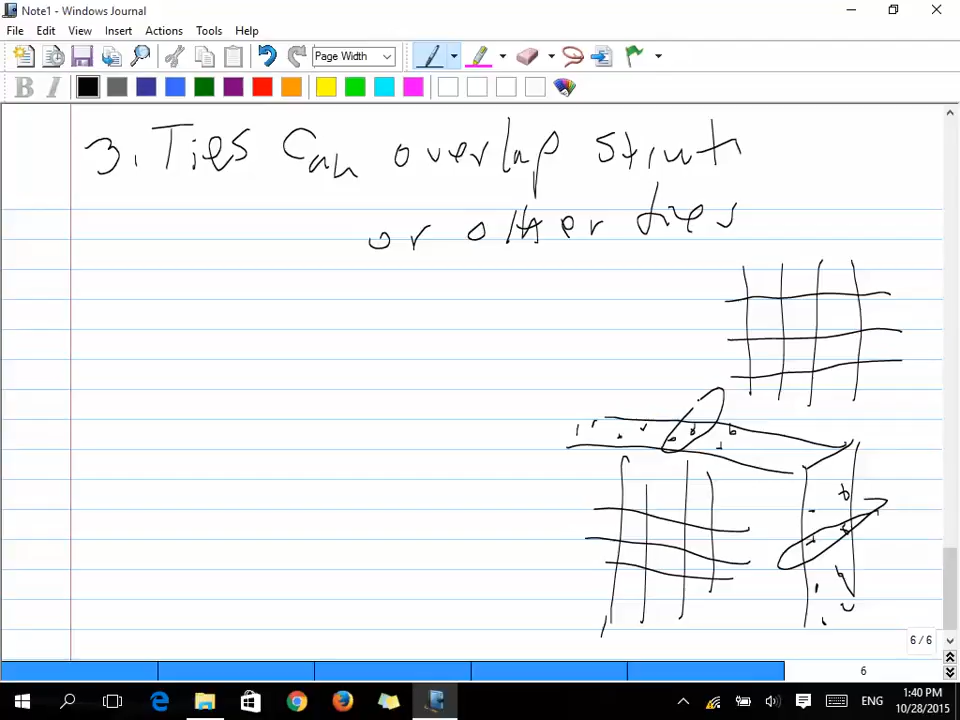 Note1 - Windows Journal
File Edit View Insert Actions Tools Help
Page Width
B I
3. Ties Can overlap strut
or other ties
6 / 6
6
ENG
1:40 PM
10/28/2015